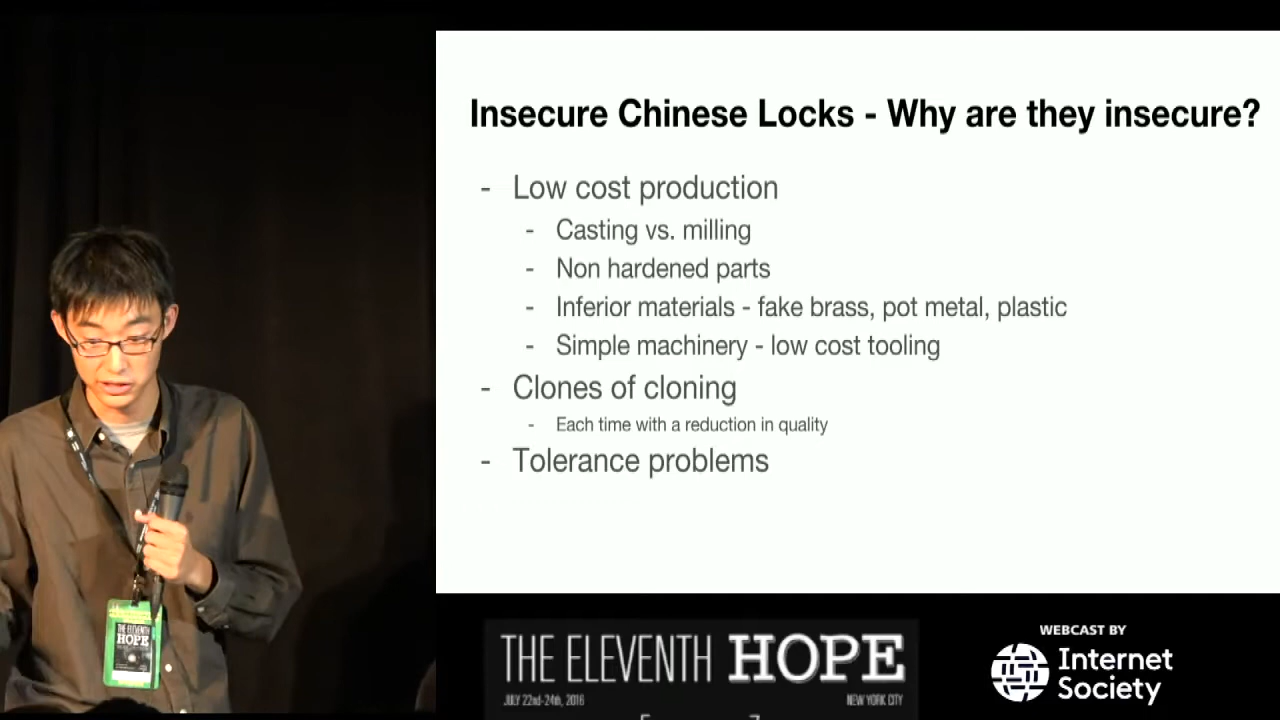 Insecure Chinese Locks - Why are they insecure?
- Low cost production
- Casting vs. milling
- Non hardened parts
- Inferior materials - fake brass, pot metal, plastic
- Simple machinery - low cost tooling
- Clones of cloning
- Each time with a reduction in quality
- Tolerance problems
THE ELEVENTH
HOPE
THE ELEVENTH HOPE
JULY 22nd-24th, 2016 NEW YORK CITY
WEBCAST BY
Internet
Society